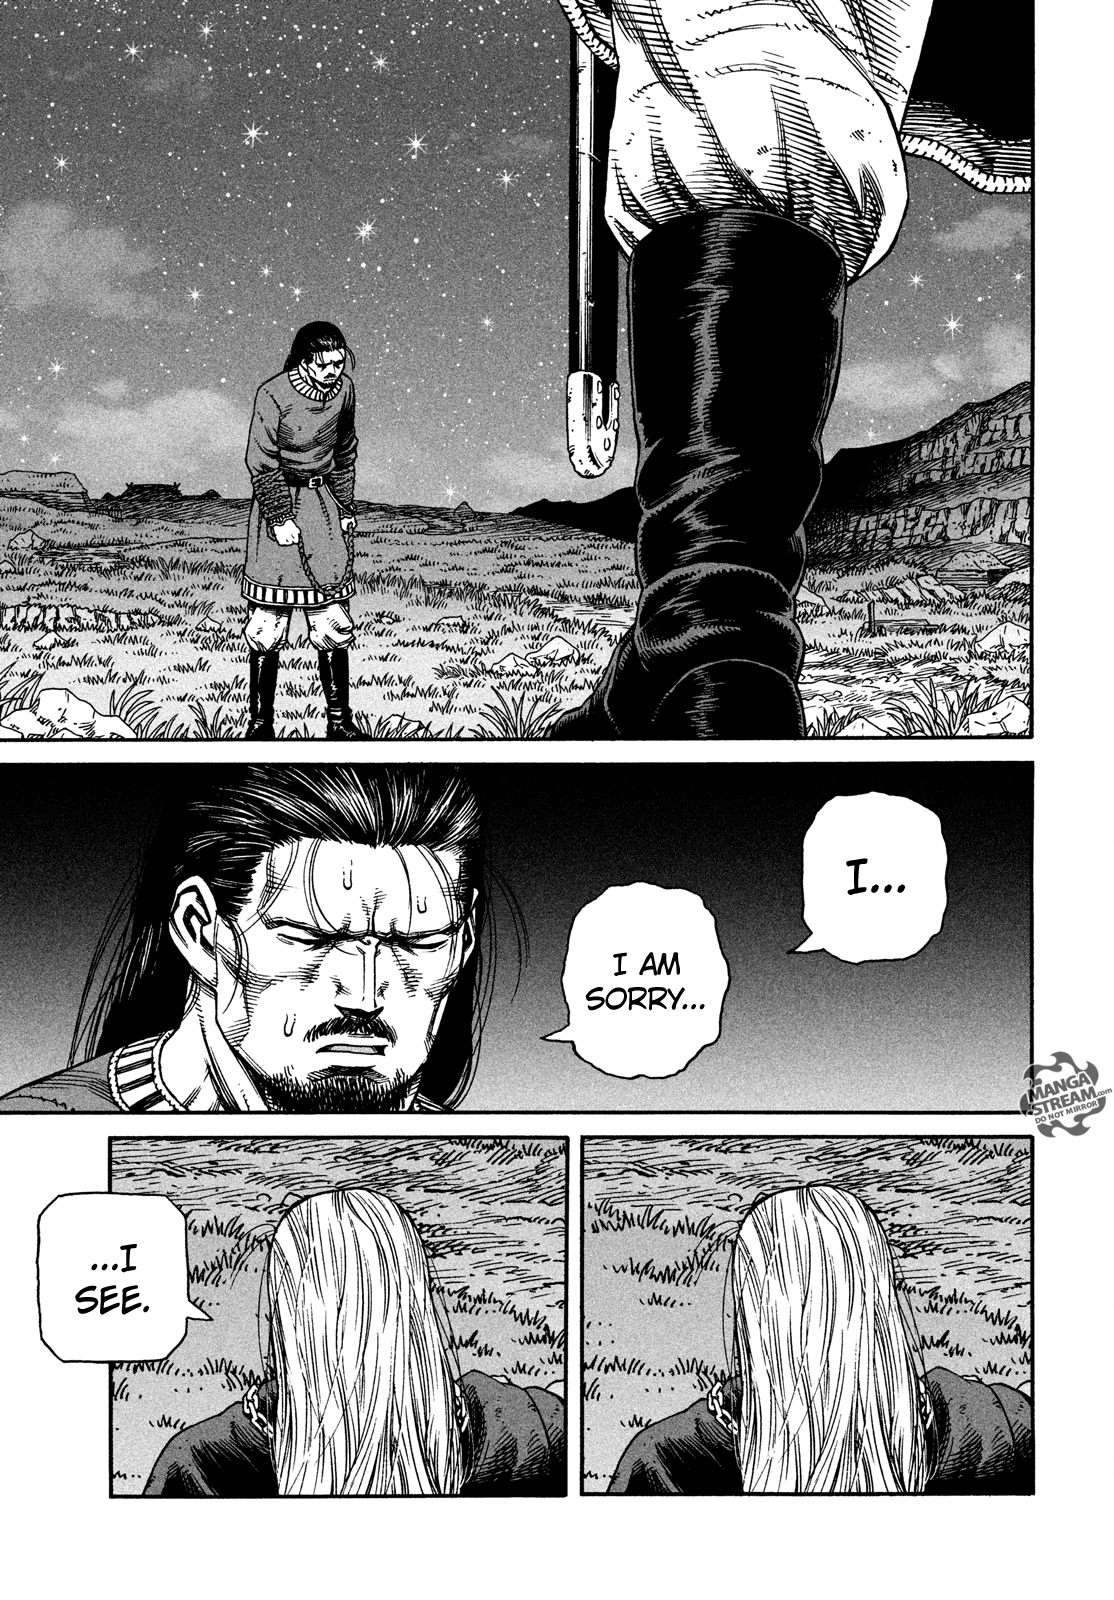 I...
I AM
SORRY...
MANGA
STREAM.com
DO NOT MIRROR
...I
SEE.